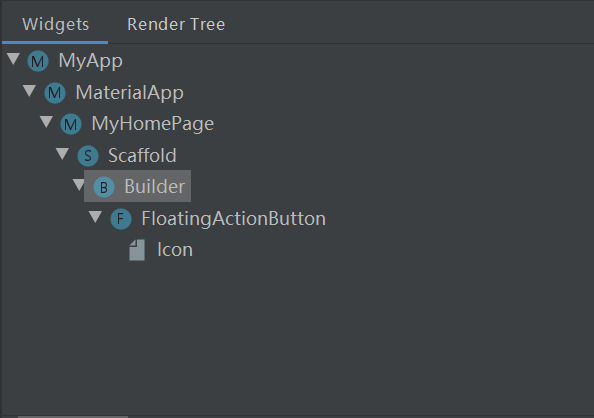 Widgets Render Tree
M MyApp
M MaterialApp
M MyHomePage
S Scaffold
B Builder
F FloatingActionButton
Icon